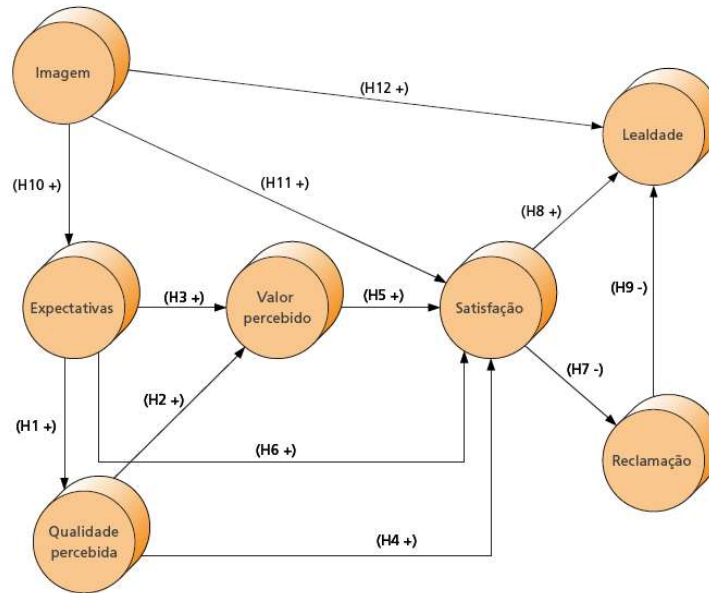 Imagem
(H12 +)
Lealdade
(H10 +)
(H11 +)
(H8 +)
Expectativas
(H3 +)
Valor
percebido
(H5 +)
Satisfação
(H9 -)
(H7 -)
(H2 +)
(H1 +)
(H6 +)
Reclamação
Qualidade
percebida
(H4 +)